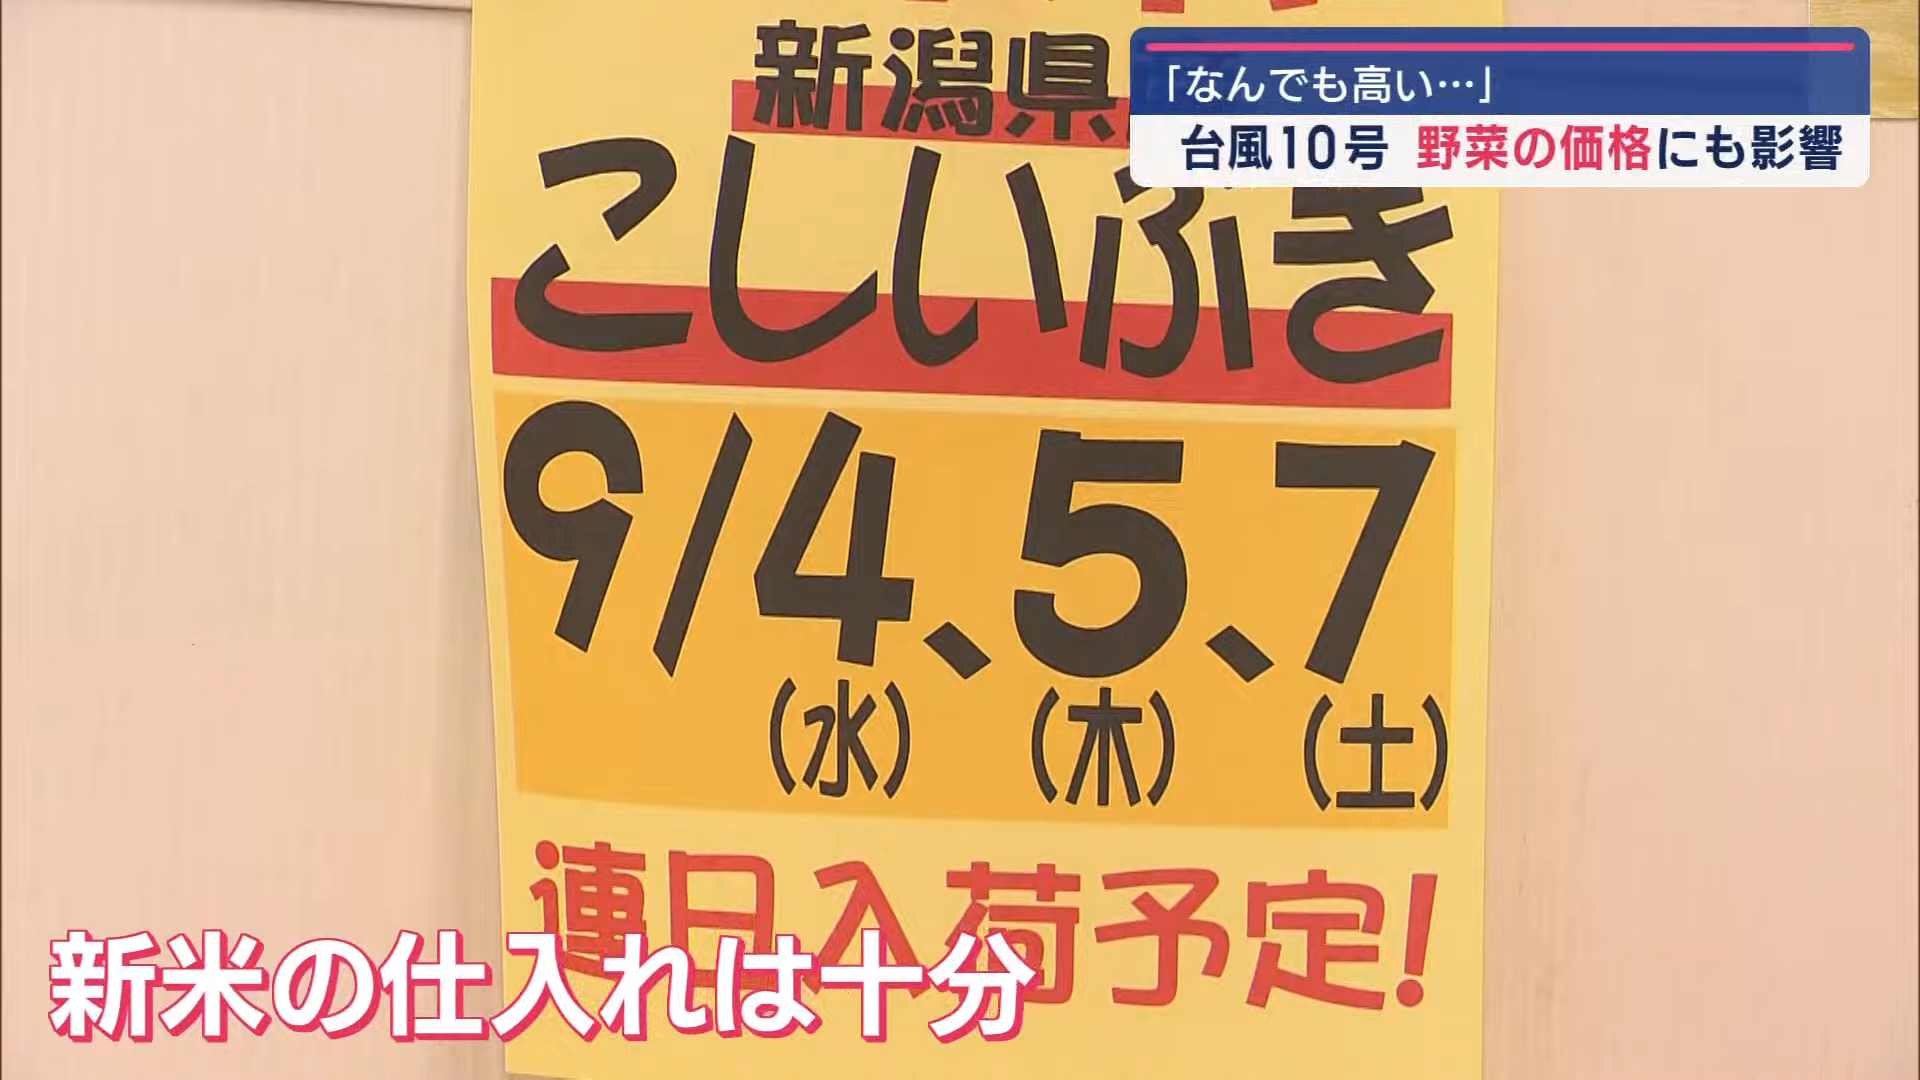 「なんでも高い…」
台風10号 野菜の価格にも影響
新潟県
こしいぶき
9/4、5、7
(水) (木) (土)
連日入荷予定!
新米の仕入れは十分